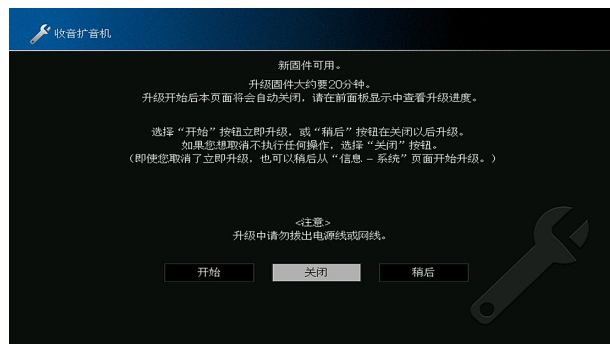 收音扩音机
新固件可用。
升级固件大约要20分钟。
升级开始后本页面将会自动关闭，请在前面板显示中查看升级进度。
选择“开始”按钮立即升级，或“稍后”按钮在关闭以后升级。
如果您想取消不执行任何操作，选择“关闭”按钮。
（即使您取消了立即升级，也可以稍后从“信息 – 系统”页面开始升级。）
<注意>
升级中请勿拔出电源线或网线。
开始
关闭
稍后